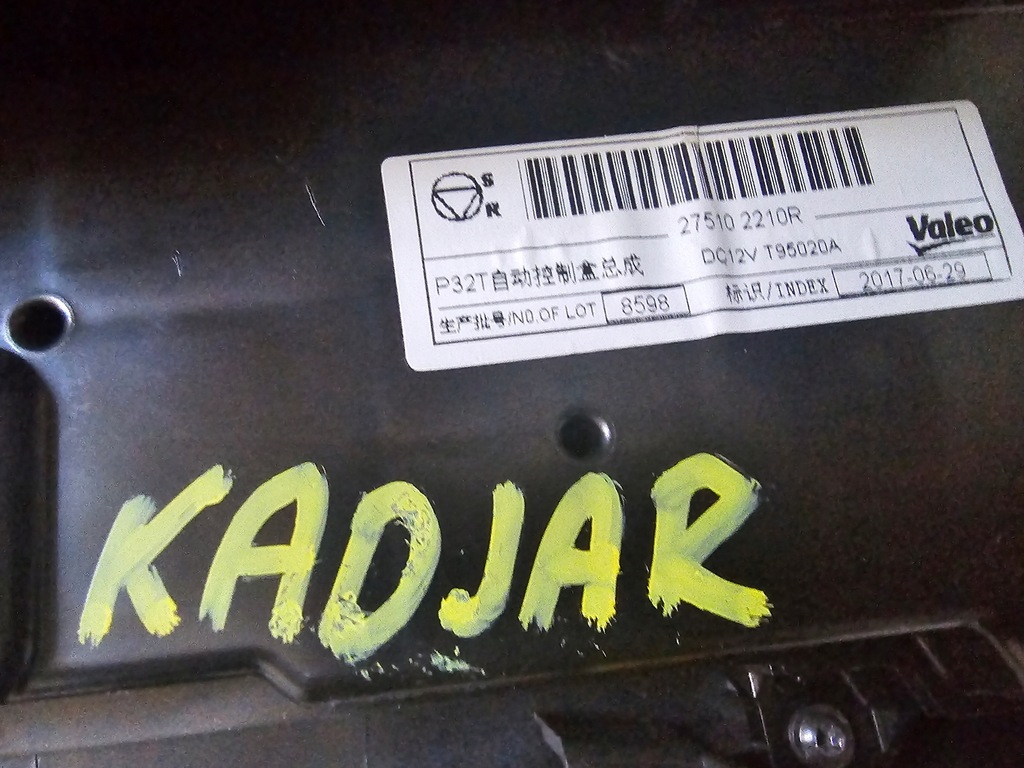 S
R
27510 2210R
Valeo
P32T自动控制盒总成 DC12V T95020A
生产批号/NO.OF LOT 8598 标识/INDEX 2017-06-29
KADJAR